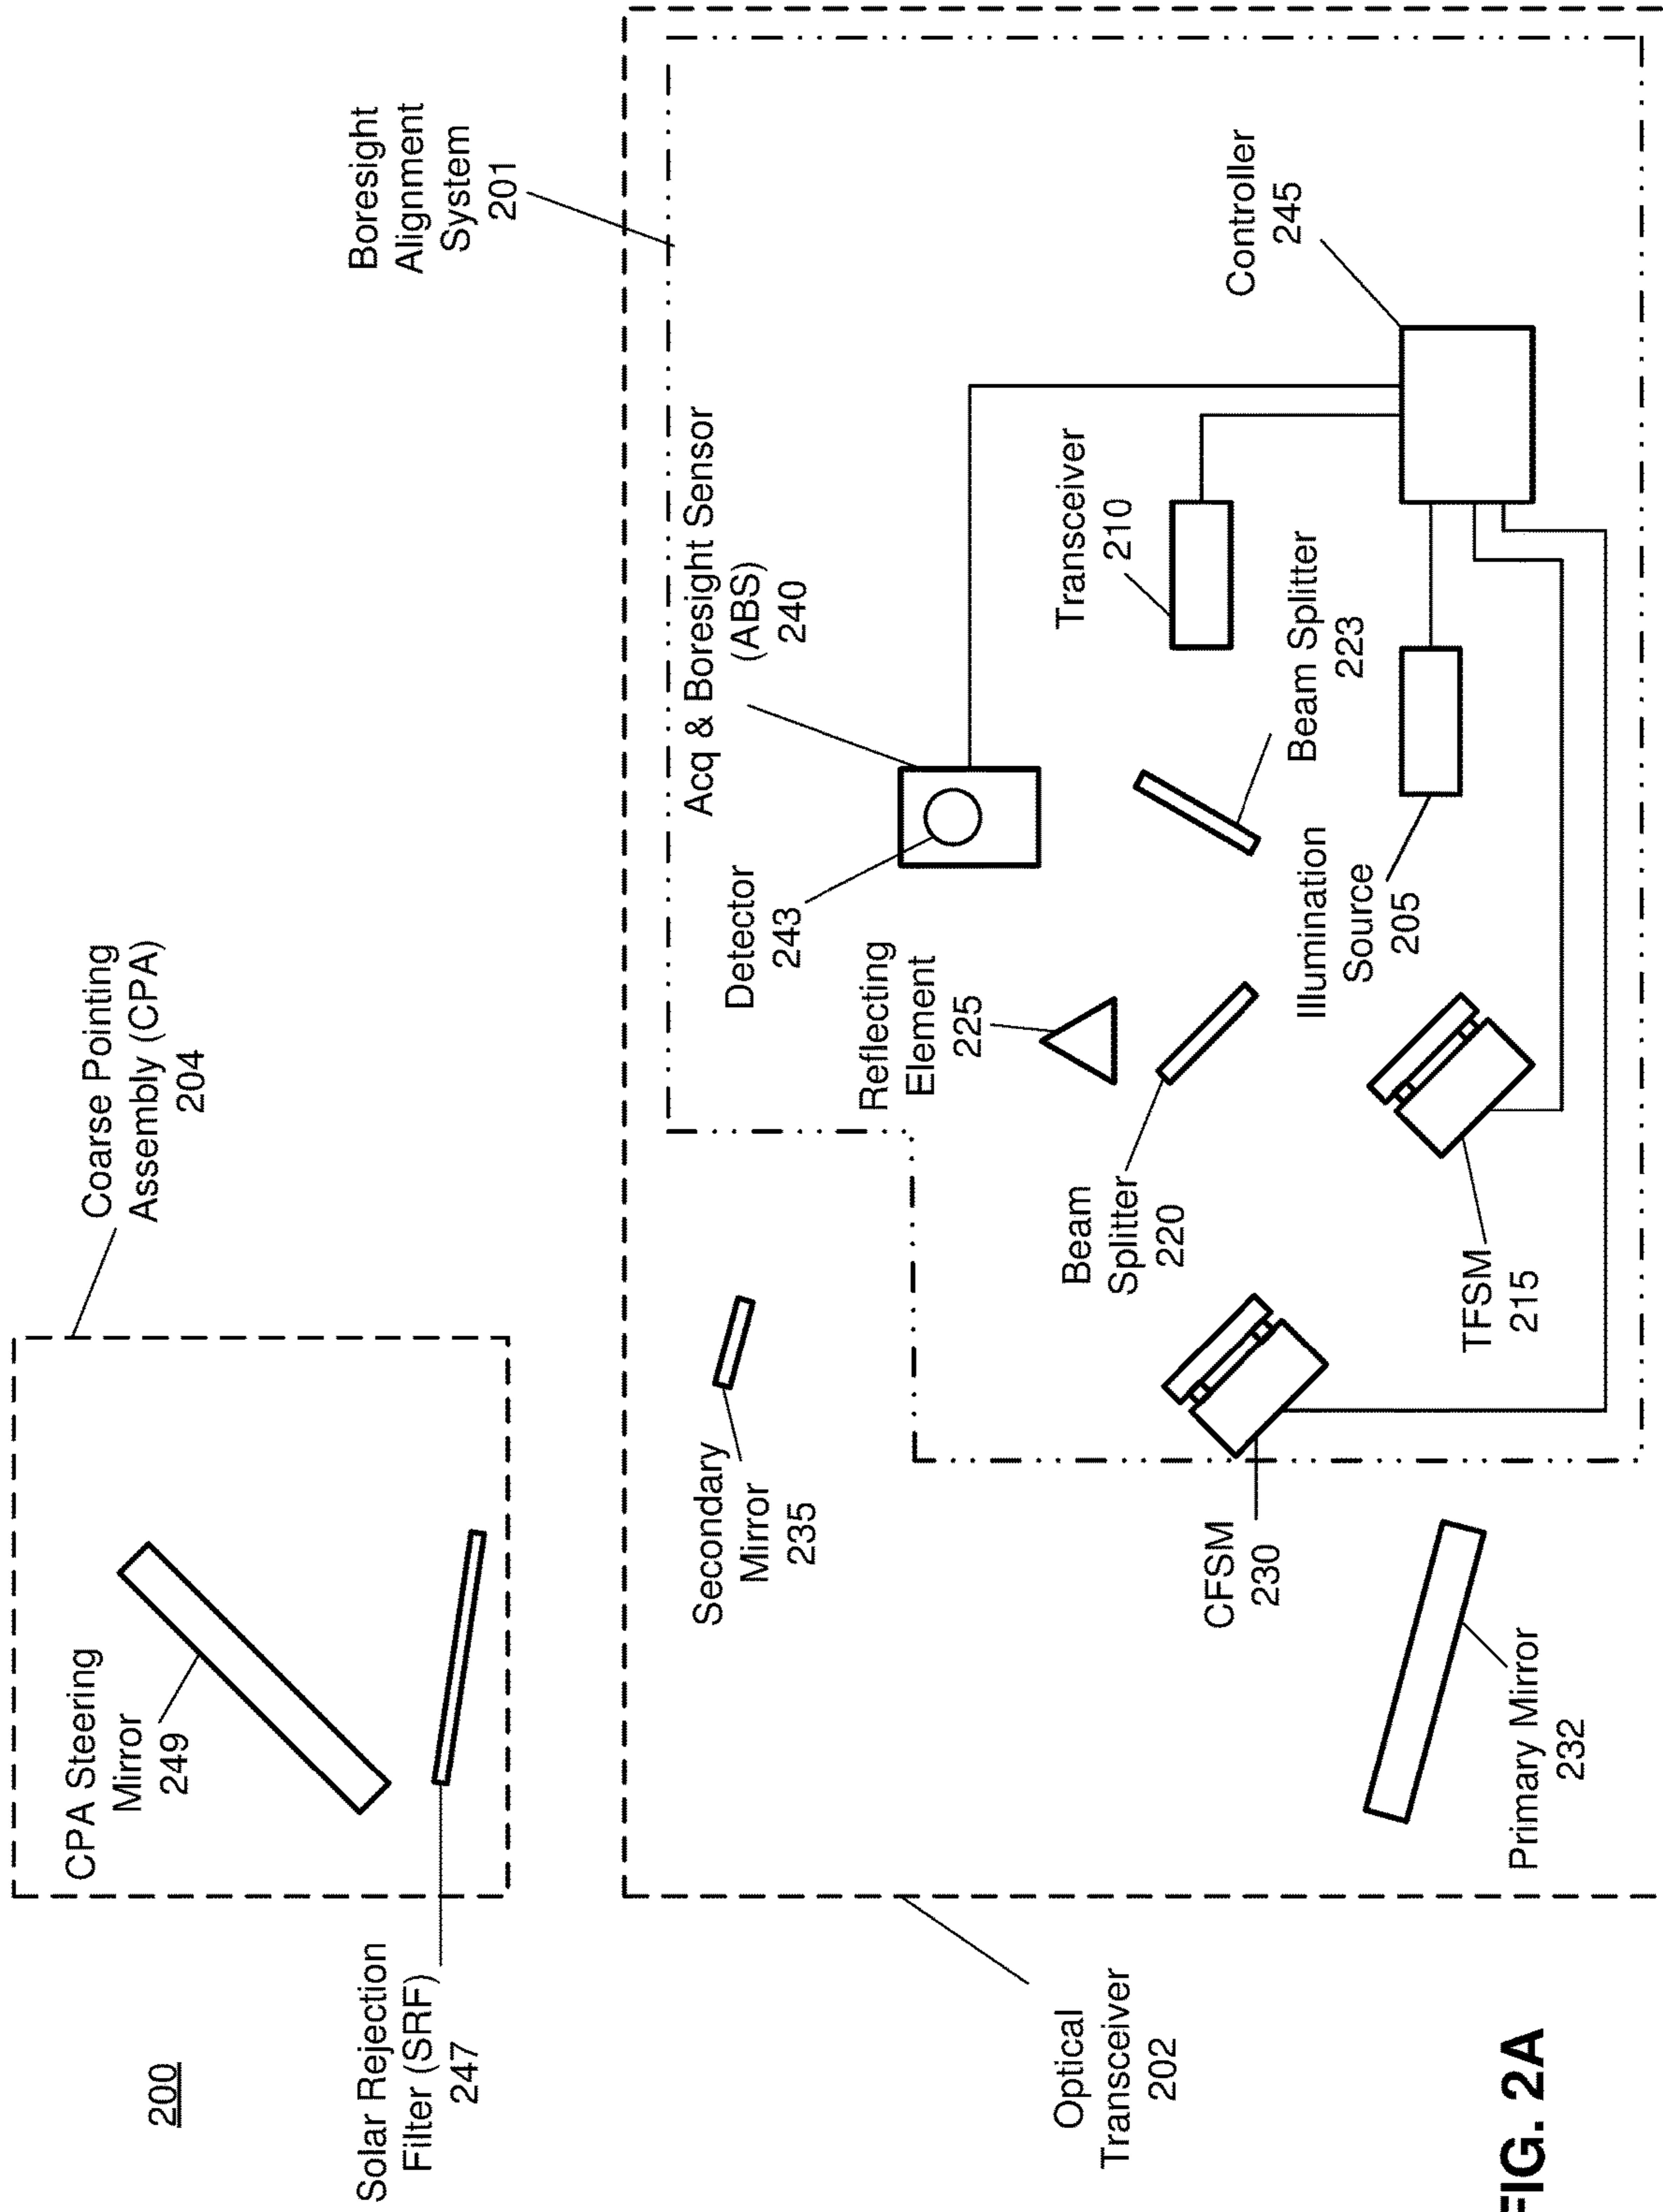 200
Coarse Pointing
Assembly (CPA)
204
CPA Steering
Mirror
249
Solar Rejection
Filter (SRF)
247
Boresight
Alignment
System
201
Optical
Transceiver
202
Secondary
Mirror
235
Acq & Boresight Sensor
(ABS)
240
Detector
243
Reflecting
Element
225
Transceiver
210
Beam Splitter
223
Controller
245
Beam
Splitter
220
Illumination
Source
205
CFSM
230
TFSM
215
Primary Mirror
232
FIG. 2A